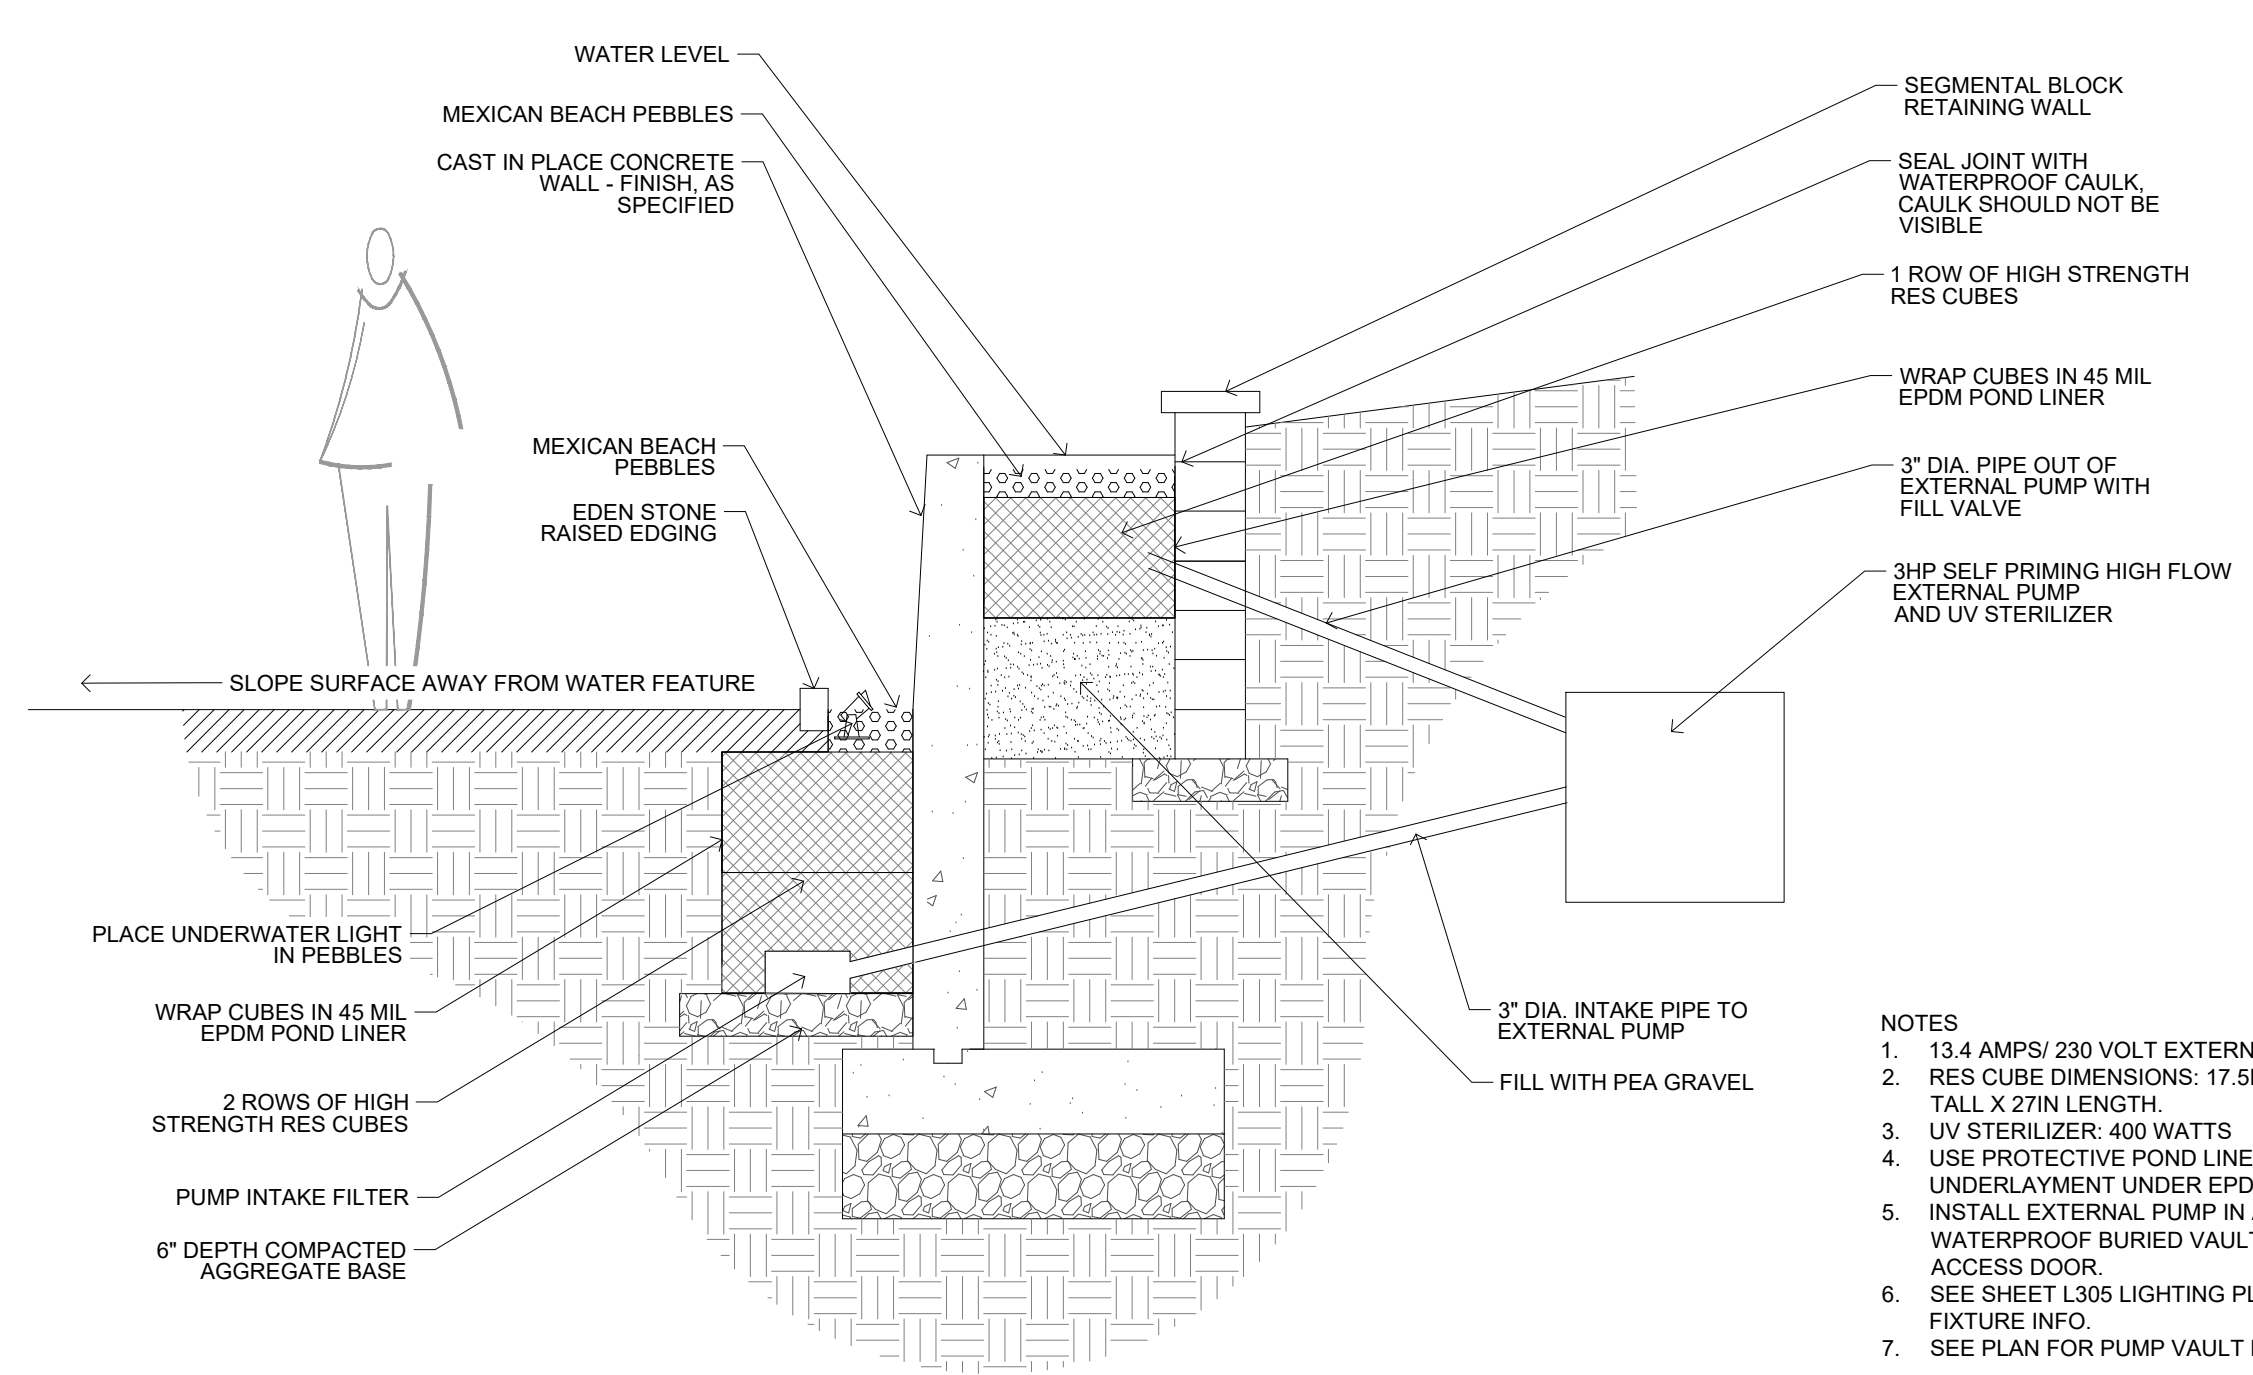 WATER LEVEL
MEXICAN BEACH PEBBLES
CAST IN PLACE CONCRETE
WALL - FINISH, AS
SPECIFIED
MEXICAN BEACH
PEBBLES
EDEN STONE
RAISED EDGING
SLOPE SURFACE AWAY FROM WATER FEATURE
PLACE UNDERWATER LIGHT
IN PEBBLES
WRAP CUBES IN 45 MIL
EPDM POND LINER
2 ROWS OF HIGH
STRENGTH RES CUBES
PUMP INTAKE FILTER
6" DEPTH COMPACTED
AGGREGATE BASE
SEGMENTAL BLOCK
RETAINING WALL
SEAL JOINT WITH
WATERPROOF CAULK,
CAULK SHOULD NOT BE
VISIBLE
1 ROW OF HIGH STRENGTH
RES CUBES
WRAP CUBES IN 45 MIL
EPDM POND LINER
3" DIA. PIPE OUT OF
EXTERNAL PUMP WITH
FILL VALVE
3HP SELF PRIMING HIGH FLOW
EXTERNAL PUMP
AND UV STERILIZER
3" DIA. INTAKE PIPE TO
EXTERNAL PUMP
FILL WITH PEA GRAVEL
NOTES
1. 13.4 AMPS/ 230 VOLT
2. RES CUBE DIMENSIONS:
TALL X 27IN LENGTH.
3. UV STERILIZER: 400 WATTS
4. USE PROTECTIVE POND
UNDERLAYMENT UNDER
5. INSTALL EXTERNAL PUMP IN
WATERPROOF BURIED
ACCESS DOOR.
6. SEE SHEET L305 LIGHTING
FIXTURE INFO.
7. SEE PLAN FOR PUMP VAULT